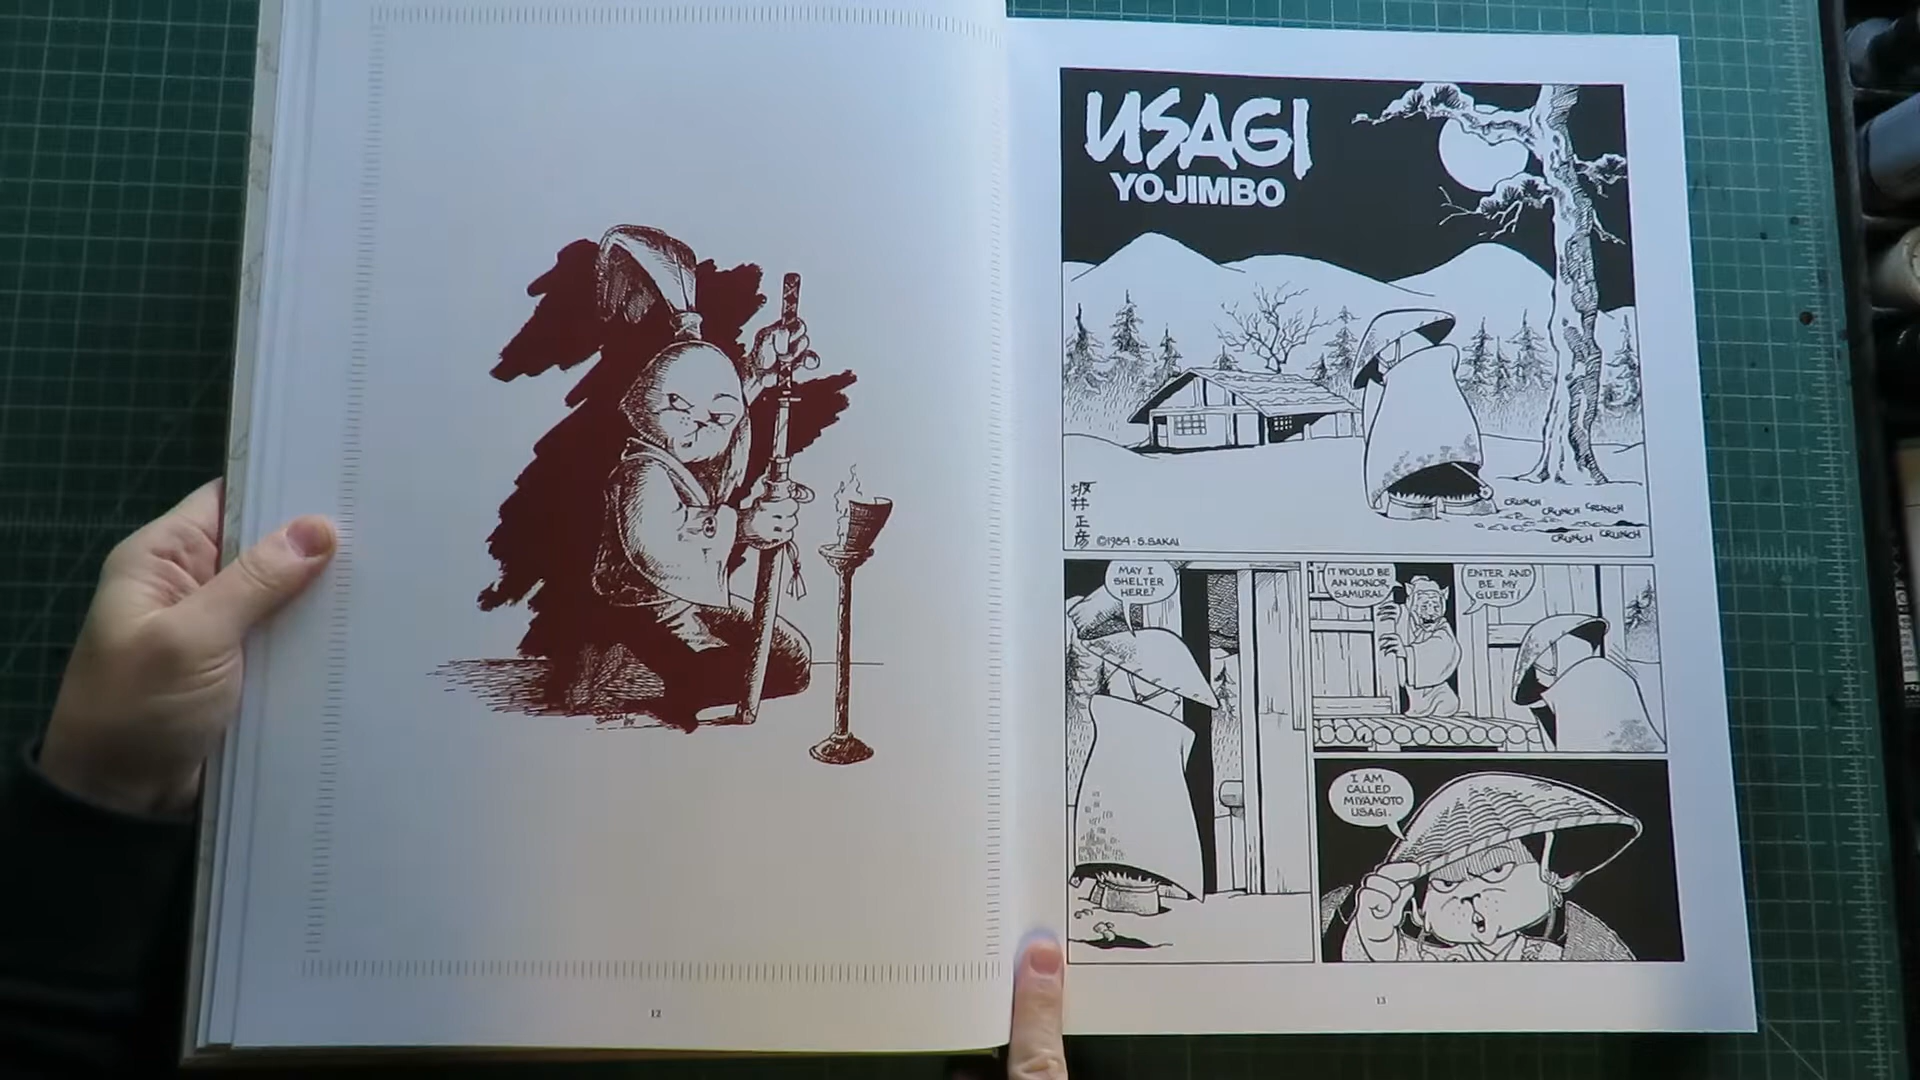 12
USAGI
YOJIMBO
坂
井
正
彦
©1984·S.SAKAI
CRUNCH
CRUNCH
CRUNCH
CRUNCH
CRUNCH
MAY I
SHELTER
HERE?
IT WOULD BE
AN HONOR,
SAMURAI.
ENTER AND
BE MY
GUEST!
I AM
CALLED
MIYAMOTO
USAGI.
13